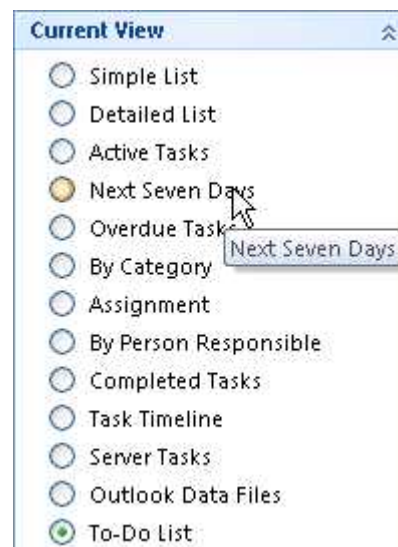 Current View
Simple List
Detailed List
Active Tasks
Next Seven Days
Overdue Tasks
Next Seven Days
By Category
Assignment
By Person Responsible
Completed Tasks
Task Timeline
Server Tasks
Outlook Data Files
To-Do List